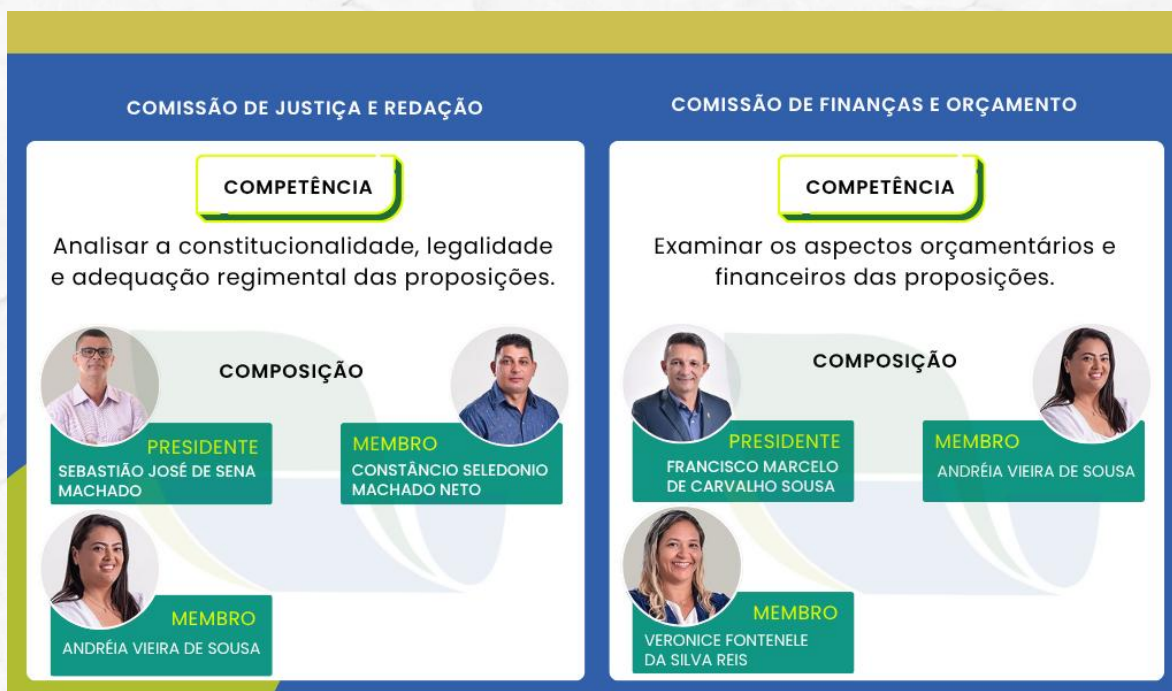 COMISSÃO DE JUSTIÇA E REDAÇÃO
COMPETÊNCIA
Analisar a constitucionalidade, legalidade
e adequação regimental das proposições.
COMPOSIÇÃO
PRESIDENTE
SEBASTIÃO JOSÉ DE SENA
MACHADO
MEMBRO
CONSTÂNCIO SELEDONIO
MACHADO NETO
MEMBRO
ANDRÉIA VIEIRA DE SOUSA
COMISSÃO DE FINANÇAS E ORÇAMENTO
COMPETÊNCIA
Examinar os aspectos orçamentários e
financeiros das proposições.
COMPOSIÇÃO
PRESIDENTE
FRANCISCO MARCELO
DE CARVALHO SOUSA
MEMBRO
ANDRÉIA VIEIRA DE SOUSA
MEMBRO
VERONICE FONTENELE
DA SILVA REIS